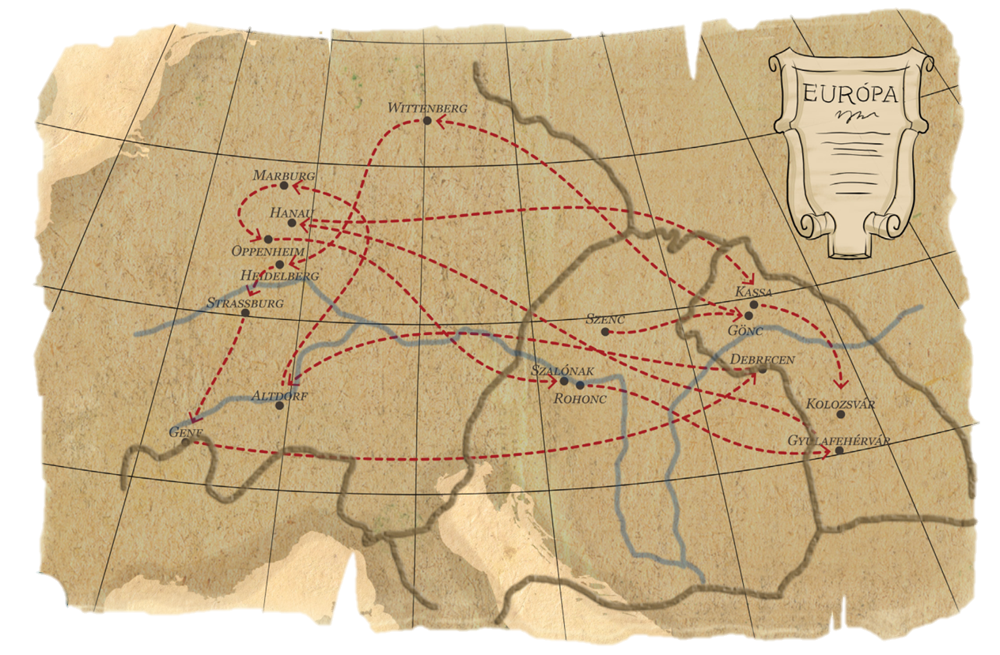 EURÓPA
WITTENBERG
MARBURG
HANAU
OPPENHEIM
HEIDELBERG
STRASSBURG
KASSA
SZENC
GÖNC
DEBRECEN
SZALÓNAK
ROHONC
ALTDORF
KOLOZSVÁR
GENF
GYULAFEHÉRVÁR